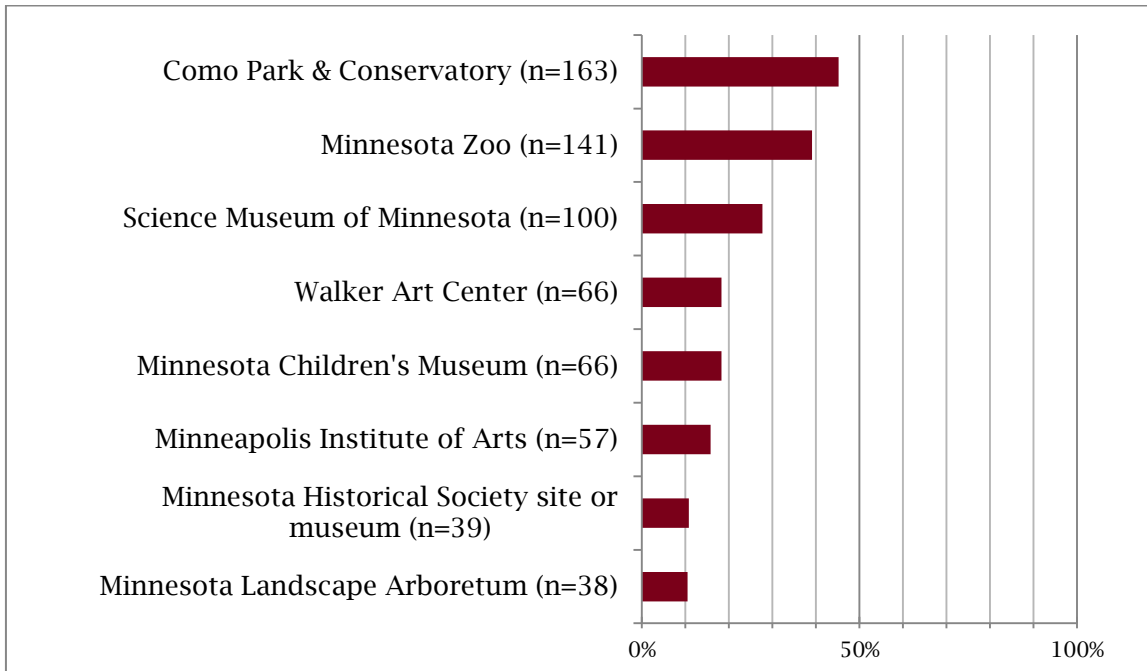 Como Park & Conservatory (n=163)
Minnesota Zoo (n=141)
Science Museum of Minnesota (n=100)
Walker Art Center (n=66)
Minnesota Children's Museum (n=66)
Minneapolis Institute of Arts (n=57)
Minnesota Historical Society site or
museum (n=39)
Minnesota Landscape Arboretum (n=38)
0% 50% 100%